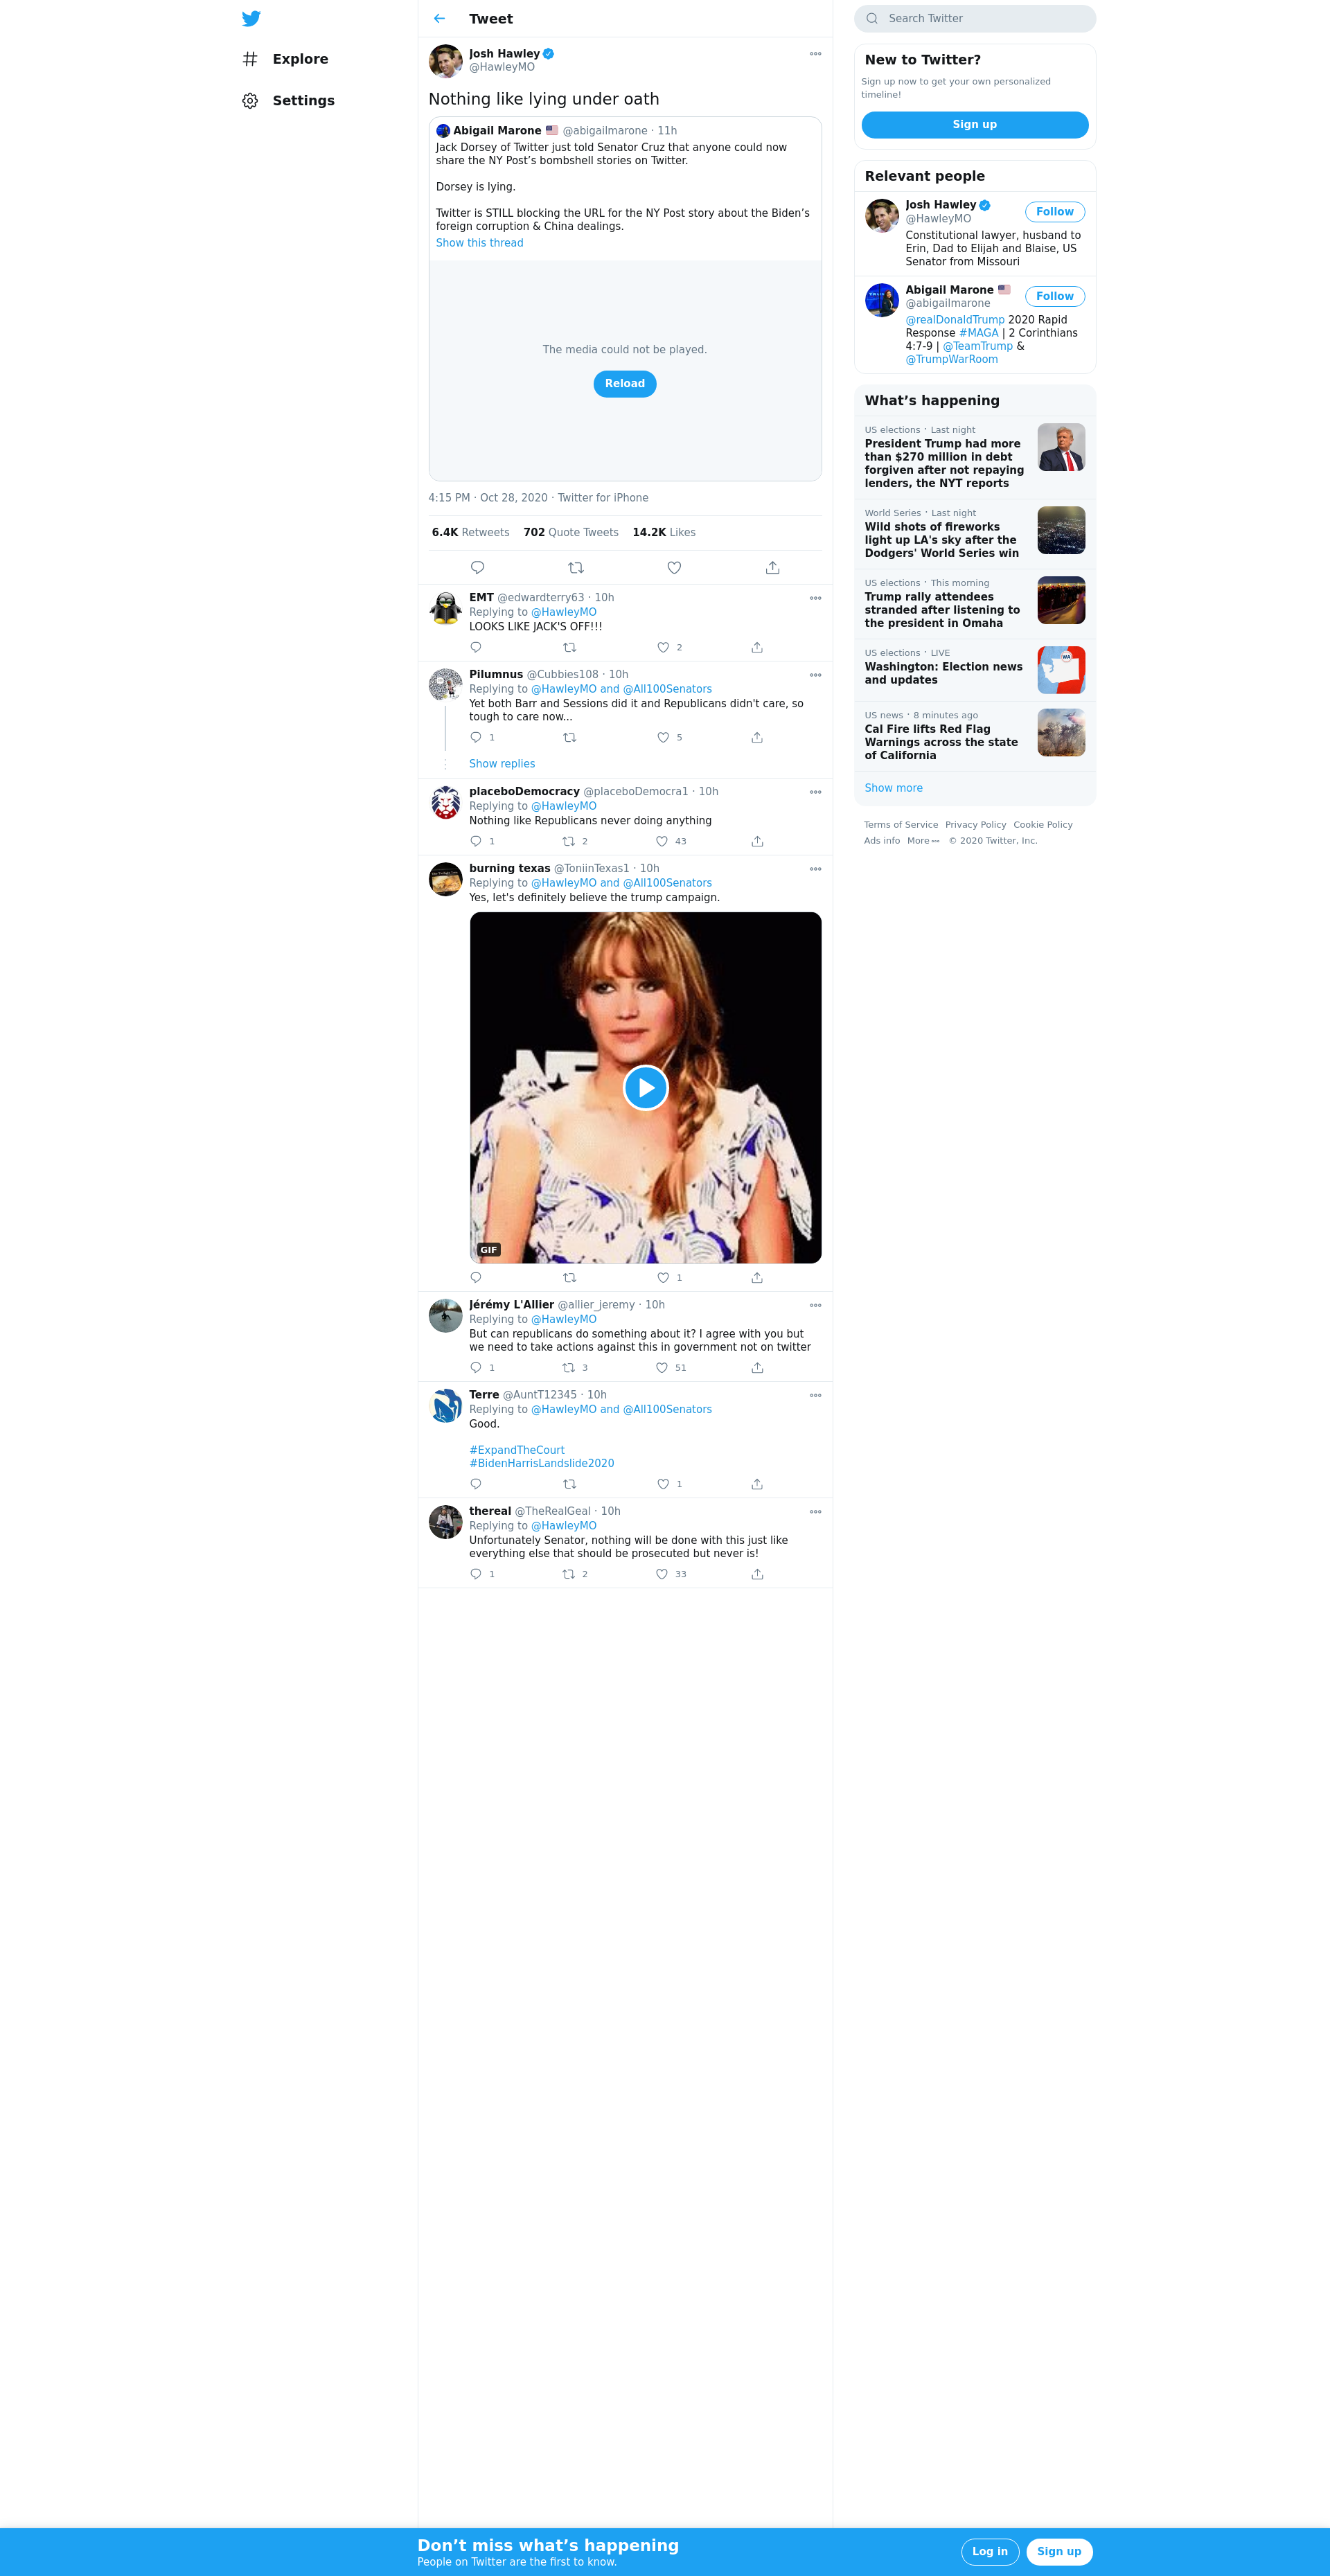 Explore
Settings
Tweet
Josh Hawley
@HawleyMO
Nothing like lying under oath
Abigail Marone 🇺🇸 @abigailmarone · 11h
Jack Dorsey of Twitter just told Senator Cruz that anyone could now
share the NY Post’s bombshell stories on Twitter.
Dorsey is lying.
Twitter is STILL blocking the URL for the NY Post story about the Biden’s
foreign corruption & China dealings.
Show this thread
The media could not be played.
Reload
4:15 PM · Oct 28, 2020 · Twitter for iPhone
6.4K Retweets 702 Quote Tweets 14.2K Likes
EMT @edwardterry63 · 10h
Replying to @HawleyMO
LOOKS LIKE JACK'S OFF!!!
2
Pilumnus @Cubbies108 · 10h
Replying to @HawleyMO and @All100Senators
Yet both Barr and Sessions did it and Republicans didn't care, so
tough to care now...
1 5
Show replies
placeboDemocracy @placeboDemocra1 · 10h
Replying to @HawleyMO
Nothing like Republicans never doing anything
1 2 43
burning texas @ToniinTexas1 · 10h
Replying to @HawleyMO and @All100Senators
Yes, let's definitely believe the trump campaign.
GIF
1
Jérémy L'Allier @allier_jeremy · 10h
Replying to @HawleyMO
But can republicans do something about it? I agree with you but
we need to take actions against this in government not on twitter
1 3 51
Terre @AuntT12345 · 10h
Replying to @HawleyMO and @All100Senators
Good.
#ExpandTheCourt
#BidenHarrisLandslide2020
1
thereal @TheRealGeal · 10h
Replying to @HawleyMO
Unfortunately Senator, nothing will be done with this just like
everything else that should be prosecuted but never is!
1 2 33
Search Twitter
New to Twitter?
Sign up now to get your own personalized
timeline!
Sign up
Relevant people
Josh Hawley
@HawleyMO
Follow
Constitutional lawyer, husband to
Erin, Dad to Elijah and Blaise, US
Senator from Missouri
Abigail Marone 🇺🇸
@abigailmarone
Follow
@realDonaldTrump 2020 Rapid
Response #MAGA | 2 Corinthians
4:7-9 | @TeamTrump &
@TrumpWarRoom
What’s happening
US elections · Last night
President Trump had more
than $270 million in debt
forgiven after not repaying
lenders, the NYT reports
World Series · Last night
Wild shots of fireworks
light up LA's sky after the
Dodgers' World Series win
US elections · This morning
Trump rally attendees
stranded after listening to
the president in Omaha
US elections · LIVE
Washington: Election news
and updates
WA
US news · 8 minutes ago
Cal Fire lifts Red Flag
Warnings across the state
of California
Show more
Terms of Service Privacy Policy Cookie Policy
Ads info More © 2020 Twitter, Inc.
Don’t miss what’s happening
People on Twitter are the first to know.
Log in
Sign up